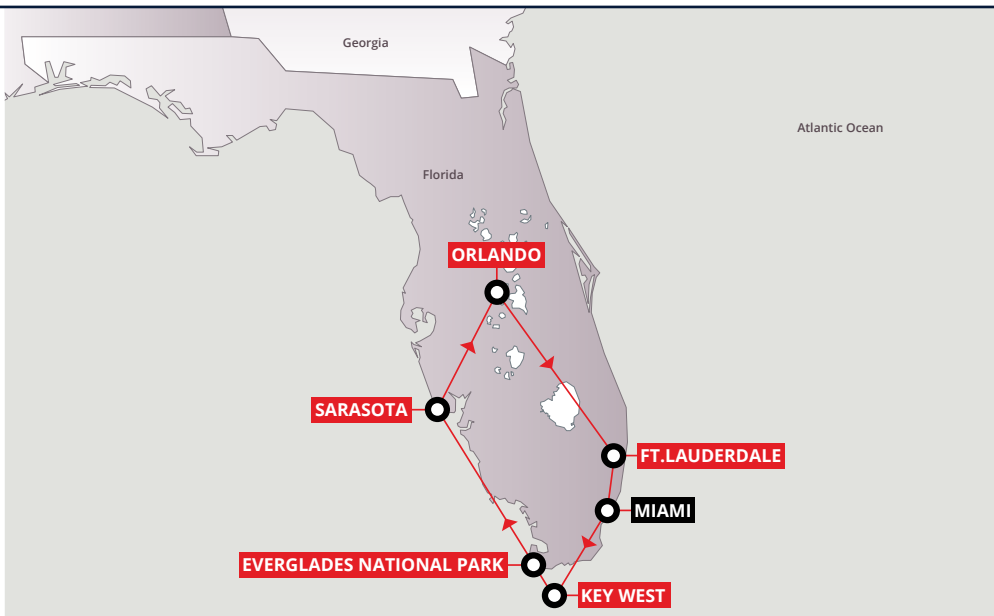 Georgia
Atlantic Ocean
Florida
ORLANDO
SARASOTA
FT.LAUDERDALE
MIAMI
EVERGLADES NATIONAL PARK
KEY WEST